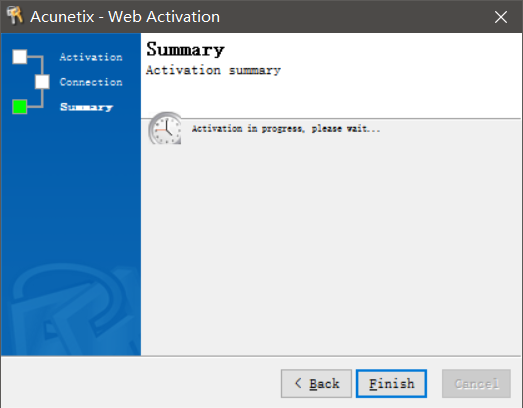 Acunetix - Web Activation
Activation
Connection
Summary
Summary
Activation summary
Activation in progress, please wait...
< Back
Finish
Cancel